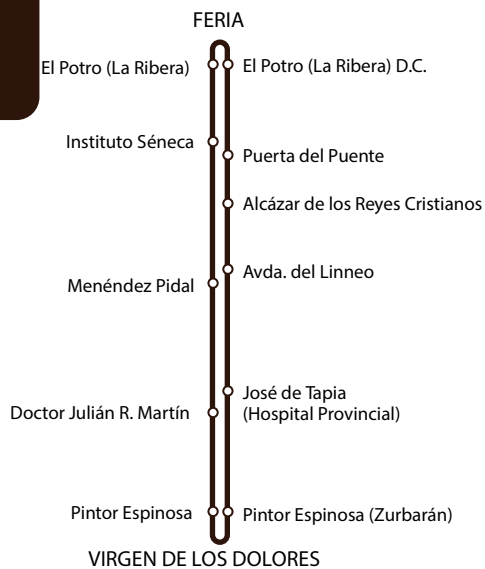 FERIA
El Potro (La Ribera)
El Potro (La Ribera) D.C.
Instituto Séneca
Puerta del Puente
Alcázar de los Reyes Cristianos
Avda. del Linneo
Menéndez Pidal
José de Tapia
(Hospital Provincial)
Doctor Julián R. Martín
Pintor Espinosa
Pintor Espinosa (Zurbarán)
VIRGEN DE LOS DOLORES